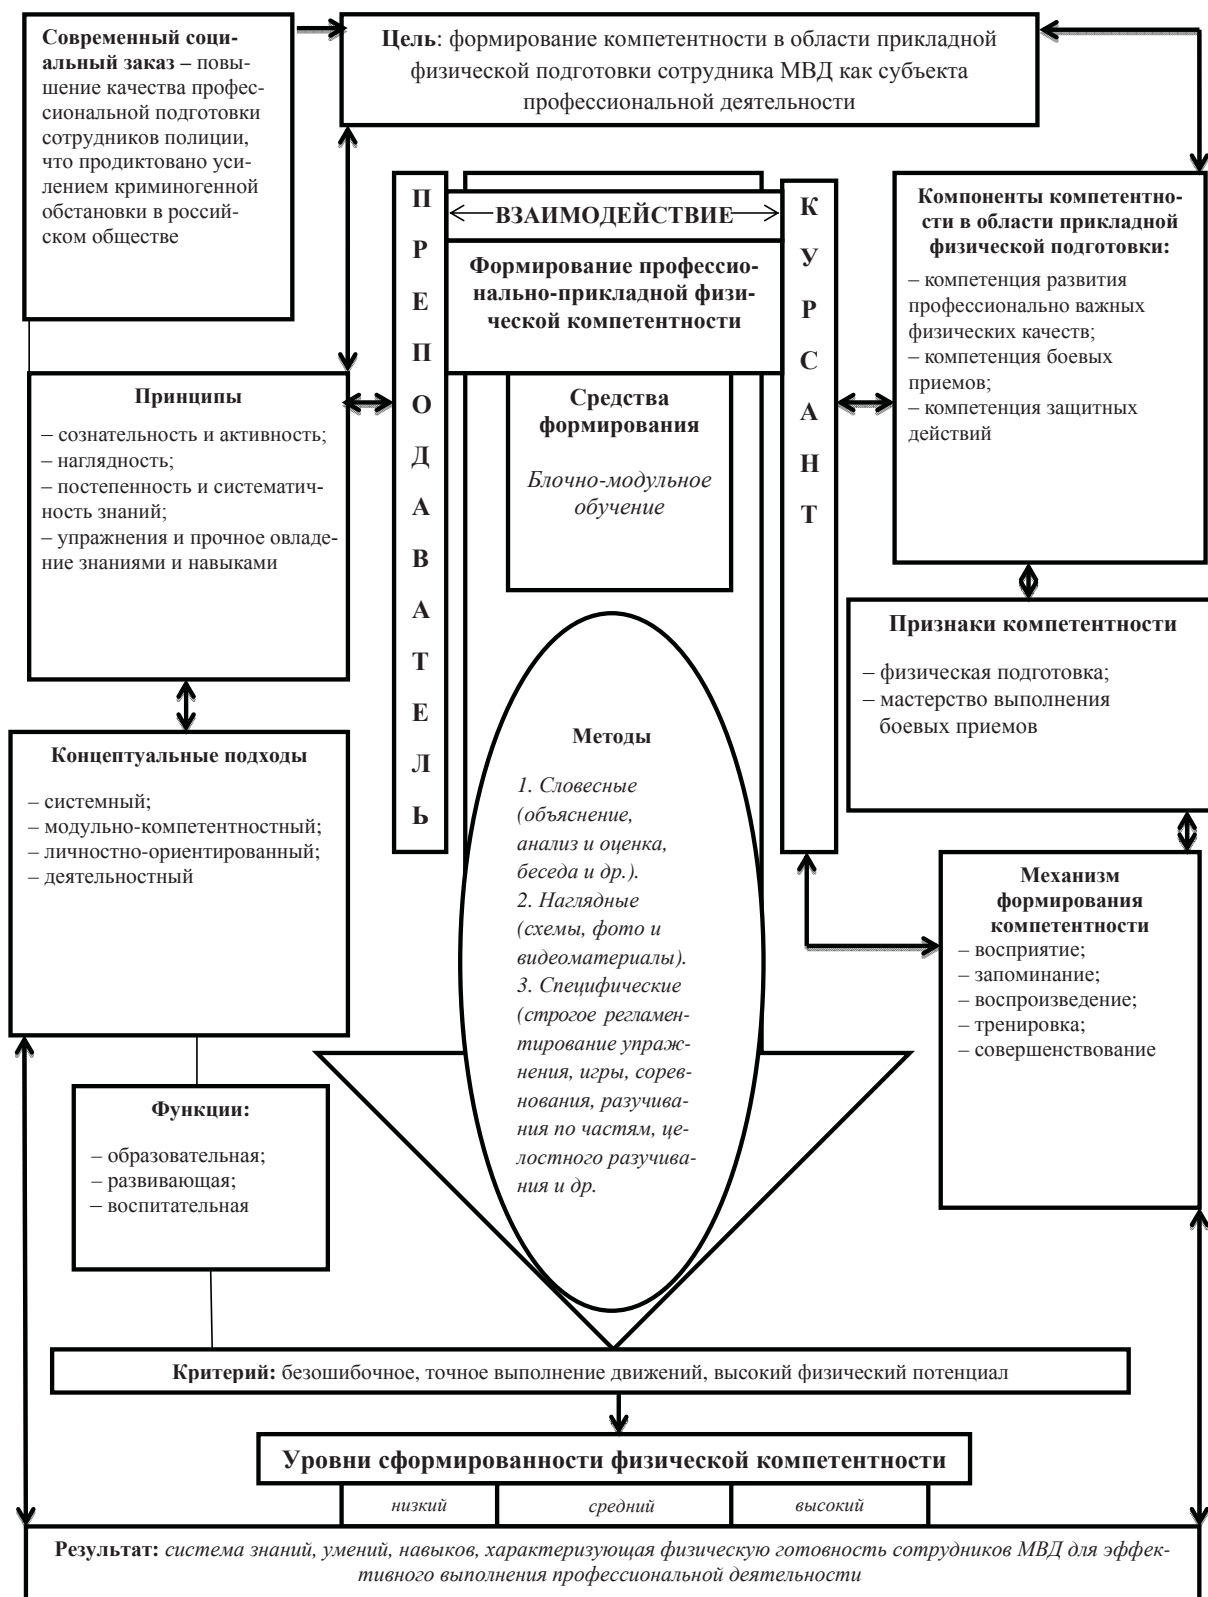 Современный соци-
альный заказ – повы-
шение качества профес-
сиональной подготовки
сотрудников полиции,
что продиктовано уси-
лением криминогенной
обстановки в россий-
ском обществе
Цель: формирование компетентности в области прикладной
физической подготовки сотрудника МВД как субъекта
профессиональной деятельности
П
Р
Е
П
О
Д
А
В
А
Т
Е
Л
Ь
ВЗАИМОДЕЙСТВИЕ
Формирование професси-
онально-прикладной физи-
ческой компетентности
Средства
формирования
Блочно-модульное
обучение
К
У
Р
С
А
Н
Т
Компоненты компетентно-
сти в области прикладной
физической подготовки:
– компетенция развития
профессионально важных
физических качеств;
– компетенция боевых
приемов;
– компетенция защитных
действий
Принципы
– сознательность и активность;
– наглядность;
– постепенность и систематич-
ность знаний;
– упражнения и прочное овладе-
ние знаниями и навыками
Признаки компетентности
– физическая подготовка;
– мастерство выполнения
боевых приемов
Концептуальные подходы
– системный;
– модульно-компетентностный;
– личностно-ориентированный;
– деятельностный
Методы
1. Словесные
(объяснение,
анализ и оценка,
беседа и др.).
2. Наглядные
(схемы, фото и
видеоматериалы).
3. Специфические
(строгое регламен-
тирование упраж-
нения, игры, сорев-
нования, разучива-
ния по частям, це-
лостного разучива-
ния и др.
Механизм
формирования
компетентности
– восприятие;
– запоминание;
– воспроизведение;
– тренировка;
– совершенствование
Функции:
– образовательная;
– развивающая;
– воспитательная
Критерий: безошибочное, точное выполнение движений, высокий физический потенциал
Уровни сформированности физической компетентности
низкий
средний
высокий
Результат: система знаний, умений, навыков, характеризующая физическую готовность сотрудников МВД для эффек-
тивного выполнения профессиональной деятельности